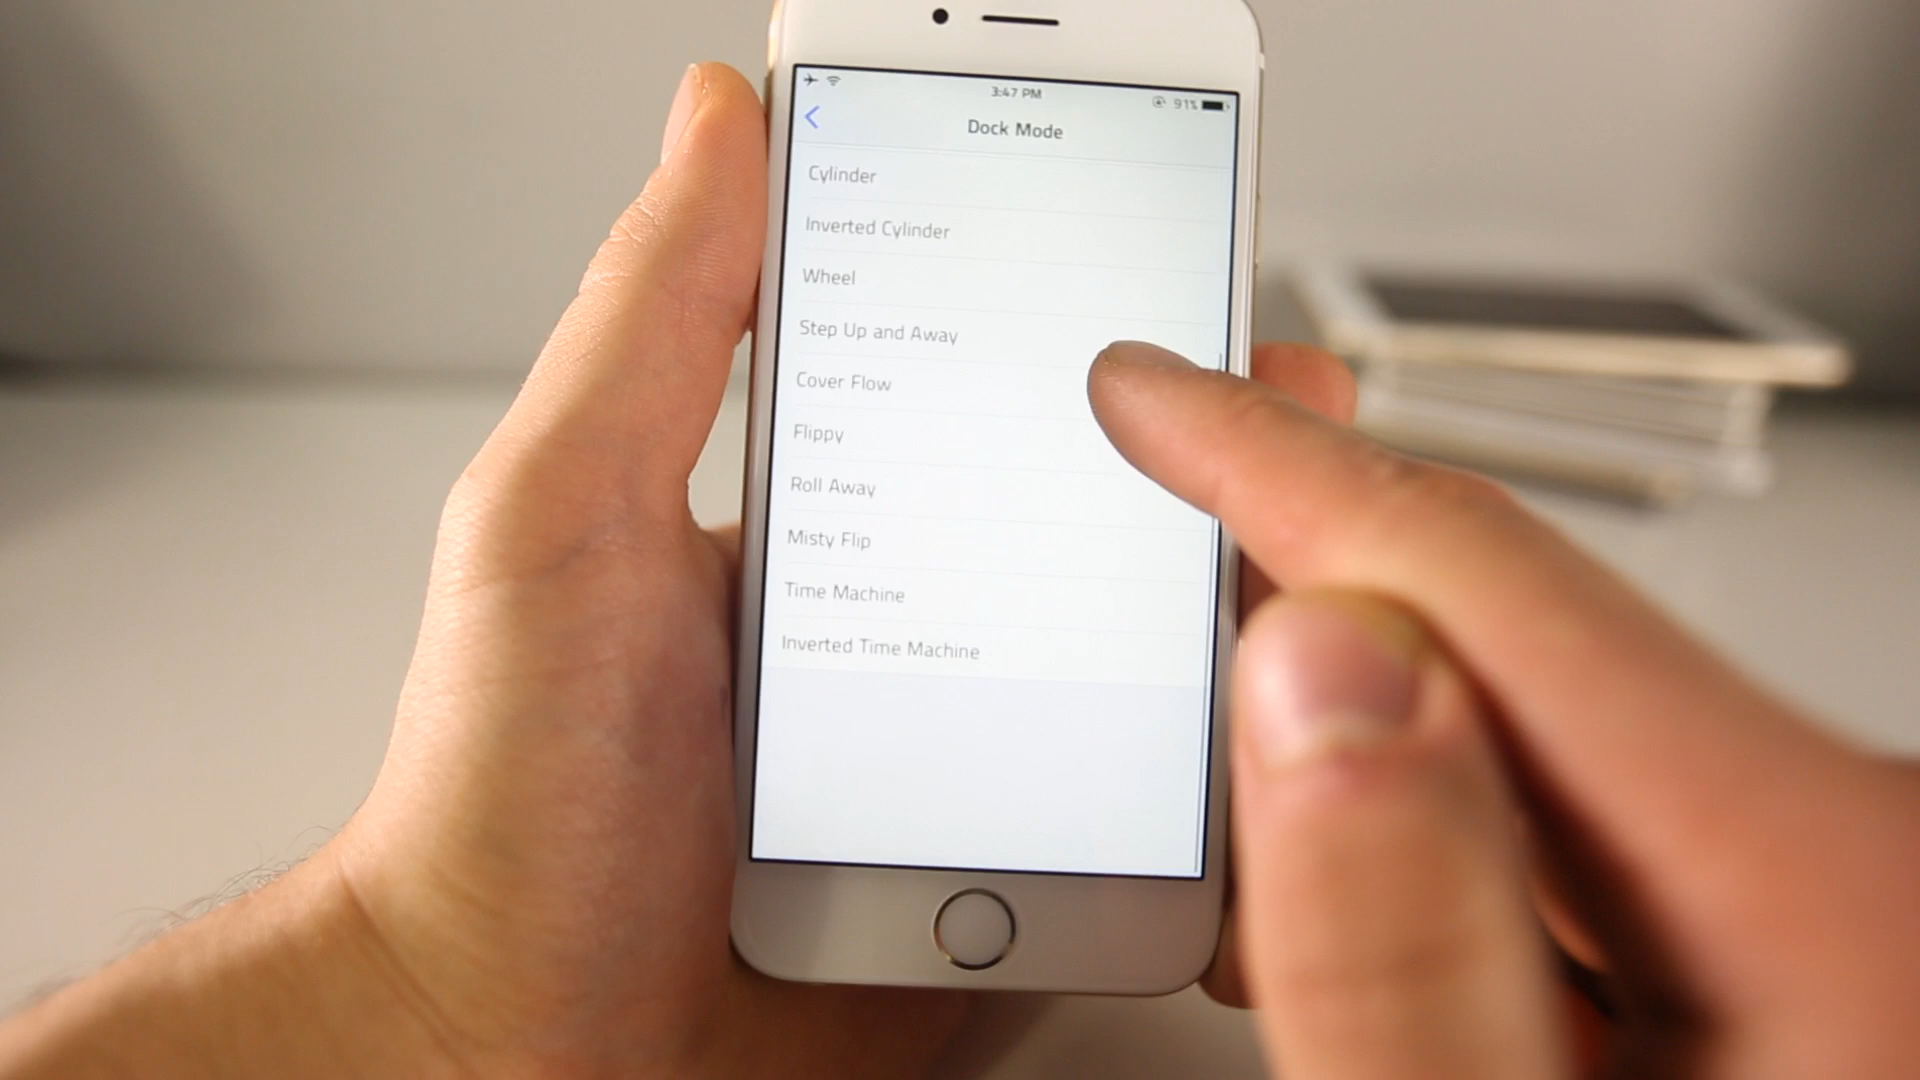 3:47 PM
91%
Dock Mode
Cylinder
Inverted Cylinder
Wheel
Step Up and Away
Cover Flow
Flippy
Roll Away
Misty Flip
Time Machine
Inverted Time Machine